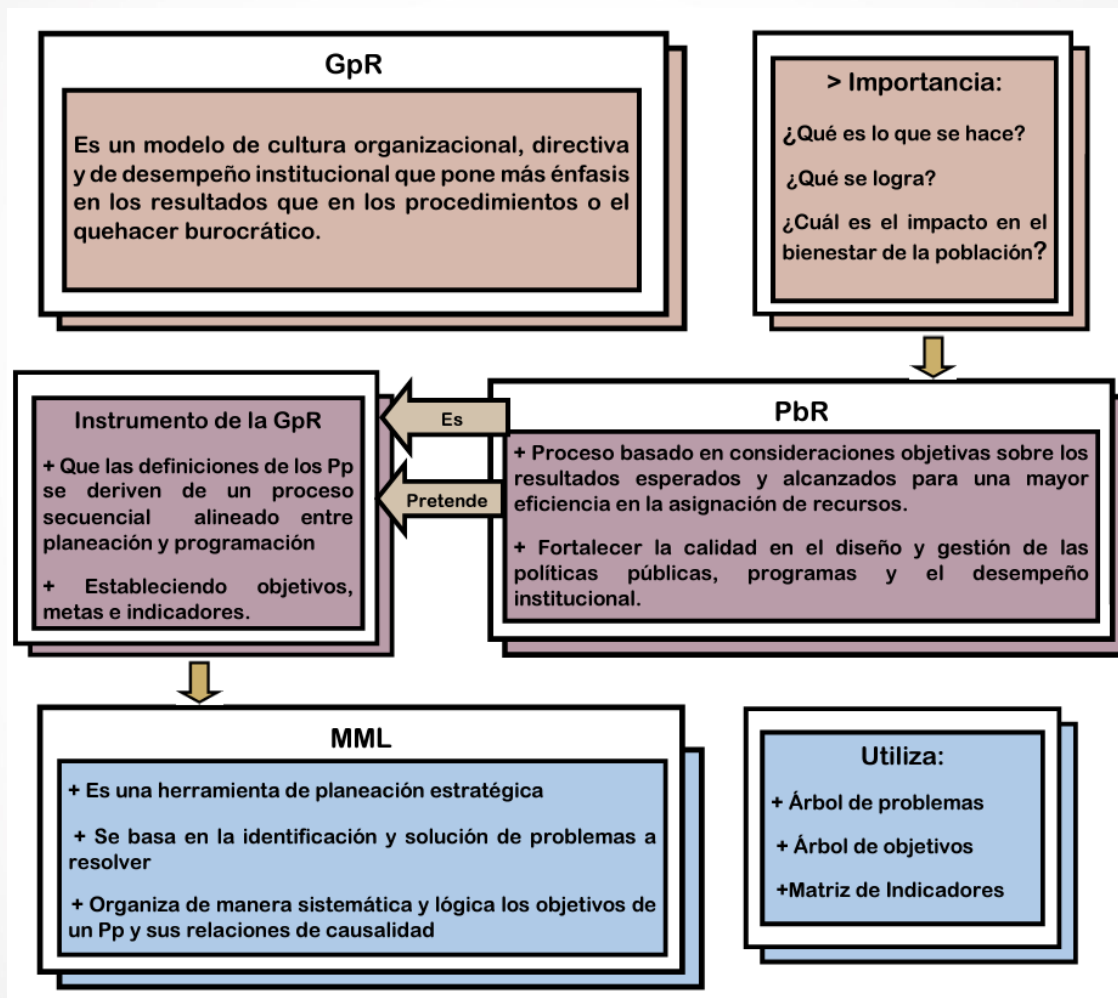 GpR
Es un modelo de cultura organizacional, directiva
y de desempeño institucional que pone más énfasis
en los resultados que en los procedimientos o el
quehacer burocrático.
> Importancia:
¿Qué es lo que se hace?
¿Qué se logra?
¿Cuál es el impacto en el
bienestar de la población?
Instrumento de la GpR
+ Que las definiciones de los Pp
se deriven de un proceso
secuencial alineado entre
planeación y programación
+ Estableciendo objetivos,
metas e indicadores.
Es
Pretende
PbR
+ Proceso basado en consideraciones objetivas sobre los
resultados esperados y alcanzados para una mayor
eficiencia en la asignación de recursos.
+ Fortalecer la calidad en el diseño y gestión de las
políticas públicas, programas y el desempeño
institucional.
MML
+ Es una herramienta de planeación estratégica
+ Se basa en la identificación y solución de problemas a
resolver
+ Organiza de manera sistemática y lógica los objetivos de
un Pp y sus relaciones de causalidad
Utiliza:
+ Árbol de problemas
+ Árbol de objetivos
+Matriz de Indicadores